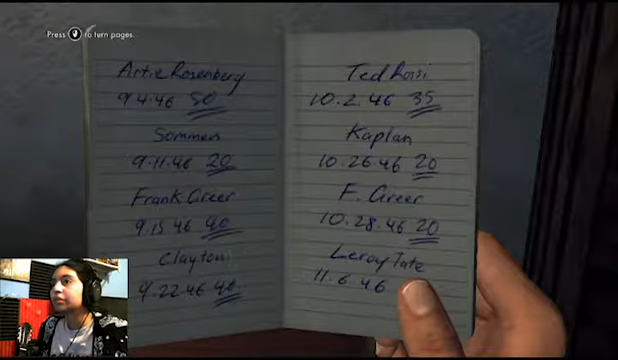 Press to turn pages.
Artie Rosenberg
9.4.46 50
Sommer
9.11.46 20
Frank Greer
9.15.46 40
Clayton
9.22.46 40
Ted Rossi
10.2.46 35
Kaplan
10.26.46 20
F. Greer
10.28.46 20
Leroy Tate
11.6.46